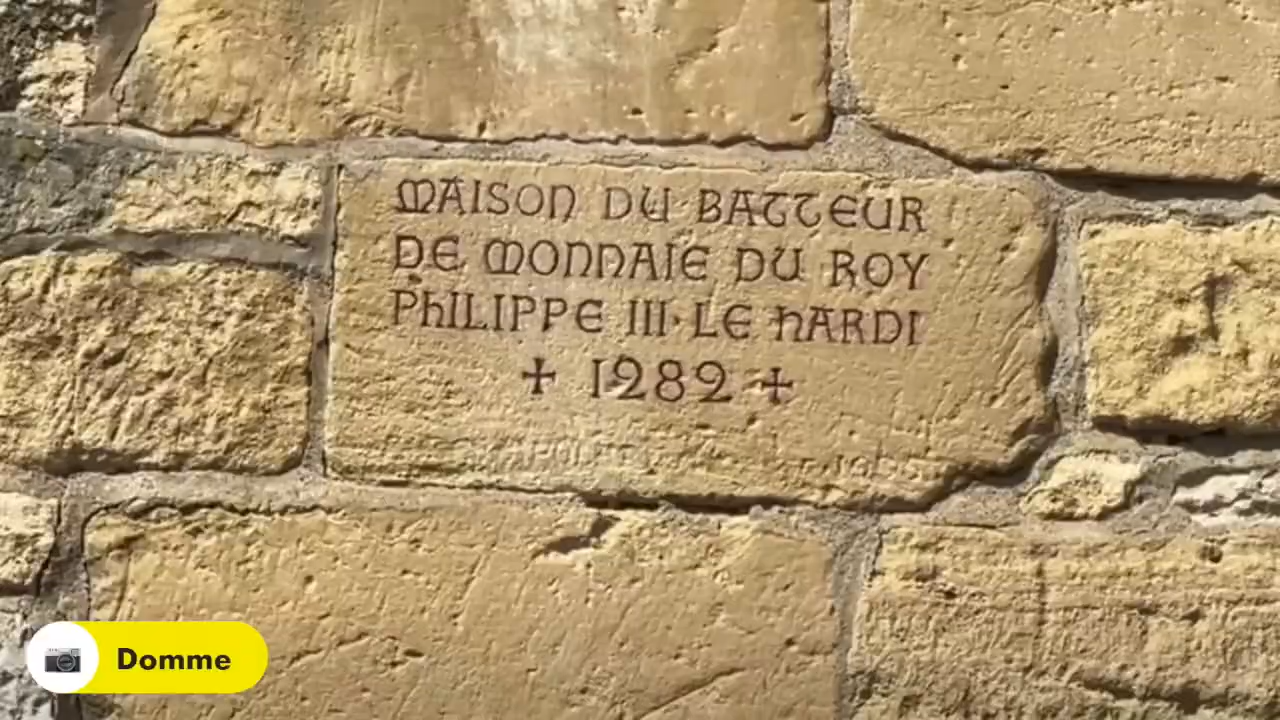 MAISON DU BATTEUR
DE MONNAIE DU ROY
PHILIPPE III · LE HARDI
+ 1282 +
Domme